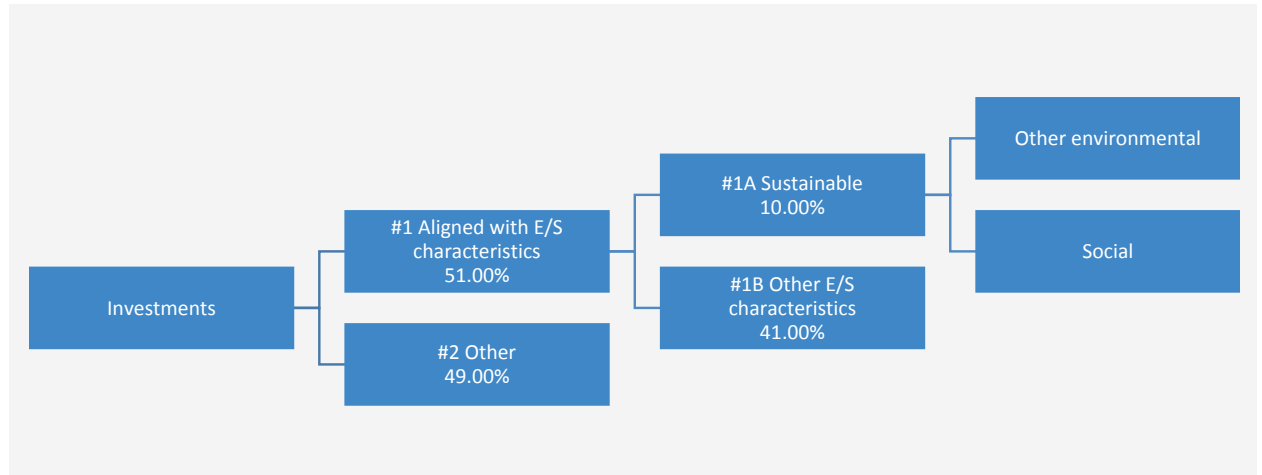 Investments
#1 Aligned with E/S
characteristics
51.00%
#2 Other
49.00%
#1A Sustainable
10.00%
#1B Other E/S
characteristics
41.00%
Other environmental
Social